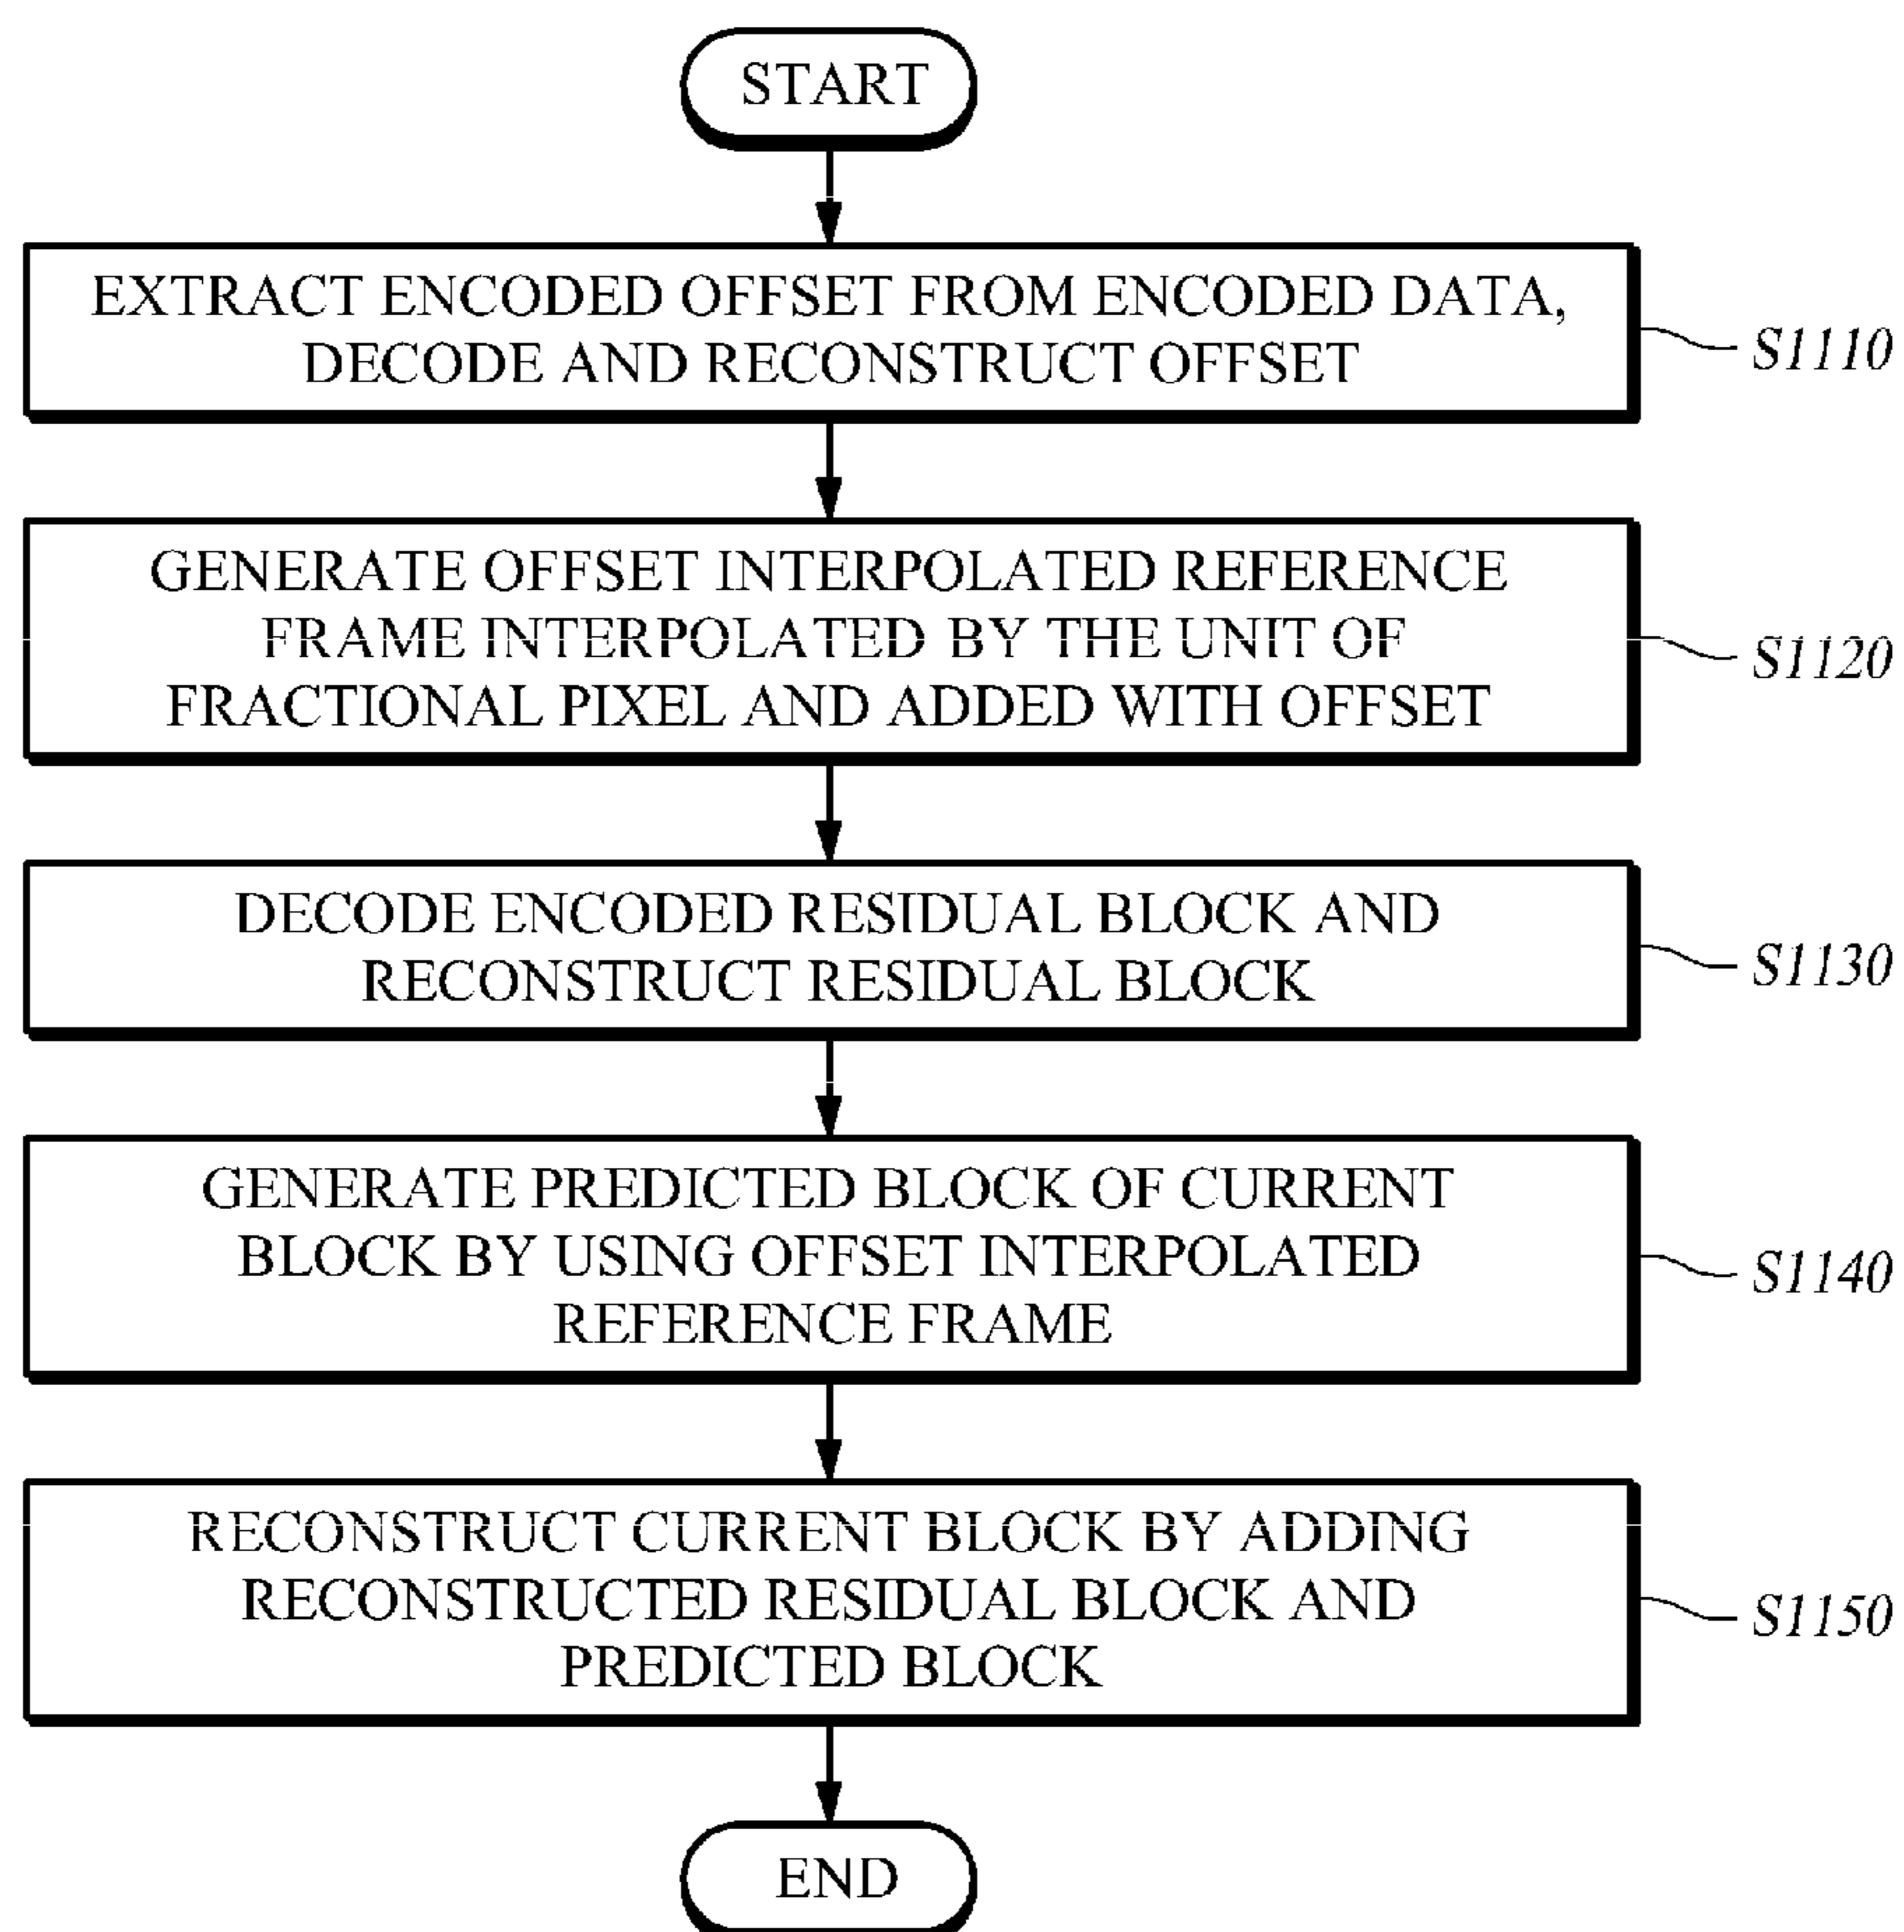 START
EXTRACT ENCODED OFFSET FROM ENCODED DATA,
DECODE AND RECONSTRUCT OFFSET
S1110
GENERATE OFFSET INTERPOLATED REFERENCE
FRAME INTERPOLATED BY THE UNIT OF
FRACTIONAL PIXEL AND ADDED WITH OFFSET
S1120
DECODE ENCODED RESIDUAL BLOCK AND
RECONSTRUCT RESIDUAL BLOCK
S1130
GENERATE PREDICTED BLOCK OF CURRENT
BLOCK BY USING OFFSET INTERPOLATED
REFERENCE FRAME
S1140
RECONSTRUCT CURRENT BLOCK BY ADDING
RECONSTRUCTED RESIDUAL BLOCK AND
PREDICTED BLOCK
S1150
END